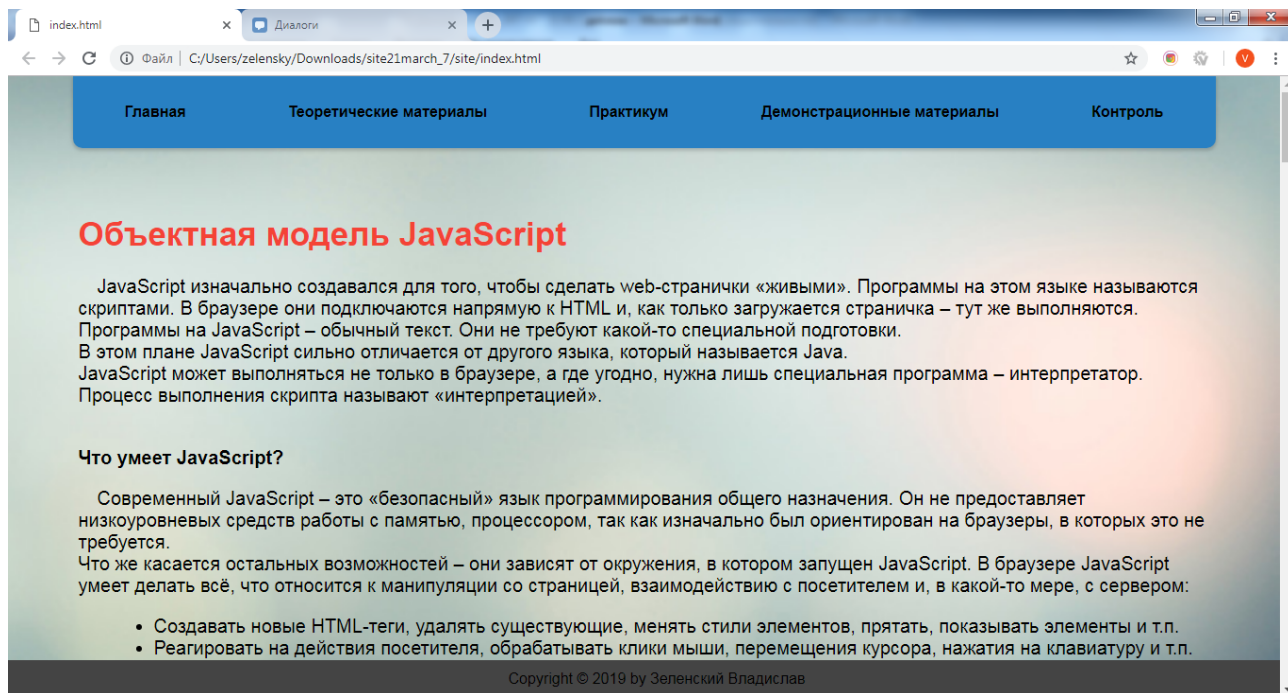 index.html
Диалоги
Файл | C:/Users/zelensky/Downloads/site21march_7/site/index.html
V
Главная Теоретические материалы Практикум Демонстрационные материалы Контроль
Объектная модель JavaScript
JavaScript изначально создавался для того, чтобы сделать web-странички «живыми». Программы на этом языке называются
скриптами. В браузере они подключаются напрямую к HTML и, как только загружается страничка – тут же выполняются.
Программы на JavaScript – обычный текст. Они не требуют какой-то специальной подготовки.
В этом плане JavaScript сильно отличается от другого языка, который называется Java.
JavaScript может выполняться не только в браузере, а где угодно, нужна лишь специальная программа – интерпретатор.
Процесс выполнения скрипта называют «интерпретацией».
Что умеет JavaScript?
Современный JavaScript – это «безопасный» язык программирования общего назначения. Он не предоставляет
низкоуровневых средств работы с памятью, процессором, так как изначально был ориентирован на браузеры, в которых это не
требуется.
Что же касается остальных возможностей – они зависят от окружения, в котором запущен JavaScript. В браузере JavaScript
умеет делать всё, что относится к манипуляции со страницей, взаимодействию с посетителем и, в какой-то мере, с сервером:
• Создавать новые HTML-теги, удалять существующие, менять стили элементов, прятать, показывать элементы и т.п.
• Реагировать на действия посетителя, обрабатывать клики мыши, перемещения курсора, нажатия на клавиатуру и т.п.
Copyright © 2019 by Зеленский Владислав